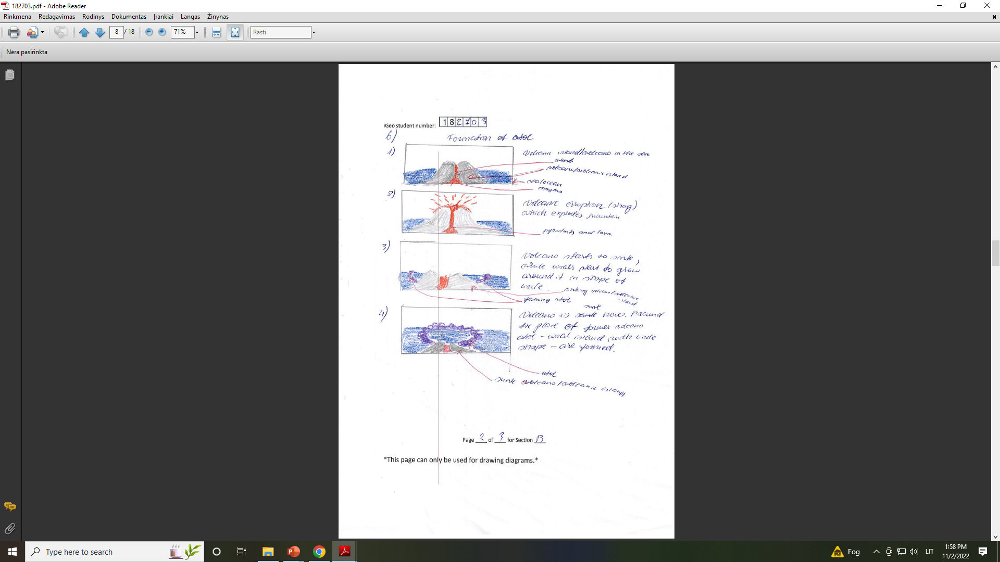 182703.pdf - Adobe Reader
Rinkmena Redagavimas Rodinys Dokumentas Įrankiai Langas Žinynas
8 / 18 71% Rasti
Nėra pasirinkta
iGeo student number: 182703
b) Formation of atol
1) Volcanic island/volcano in the sea
vent
volcano/volcanic island
sea/ocean
magma
2) Volcanic erruption (strong)
which explodes mountain
pyroclasts and lava
3) Volcano starts to sink,
while corals start to grow
around it in shape of
circle.
sinking volcano/volcanic
island
forming atol
4) sunk
Volcano is now. Around
the place of former volcano
atol - coral island with circle
shape - are formed.
atol
sunk volcano/volcanic island
Page 2 of 3 for Section B
*This page can only be used for drawing diagrams.*
Type here to search
Fog
LIT
1:58 PM
11/2/2022